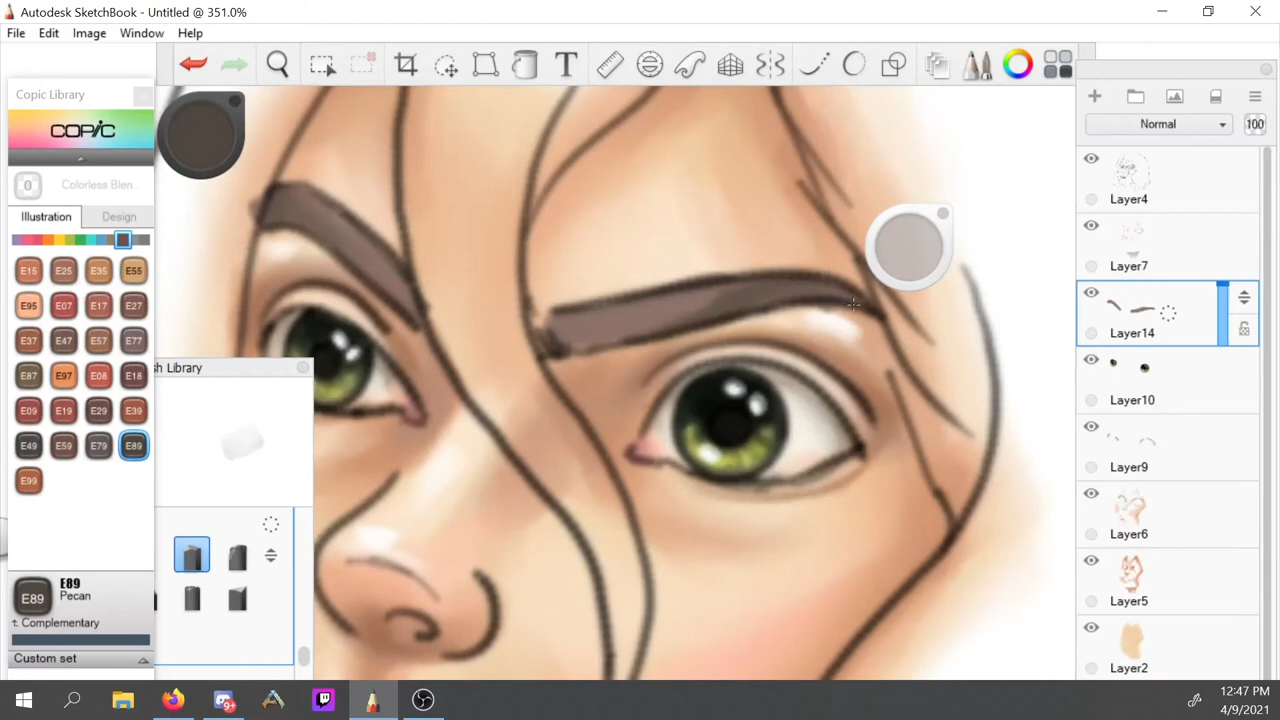 Autodesk SketchBook - Untitled @ 351.0%
File Edit Image Window Help
T
Copic Library
COPIC
0 Colorless Blen..
Illustration Design
E15 E25 E35 E55
E95 E07 E17 E27
E37 E47 E57 E77
E87 E97 E08 E18
E09 E19 E29 E39
E49 E59 E79 E89
E99
E89
E89
Pecan
Complementary
Custom set
sh Library
Normal 100
Layer4
Layer7
Layer14
Layer10
Layer9
Layer6
Layer5
Layer2
9+
12:47 PM
4/9/2021